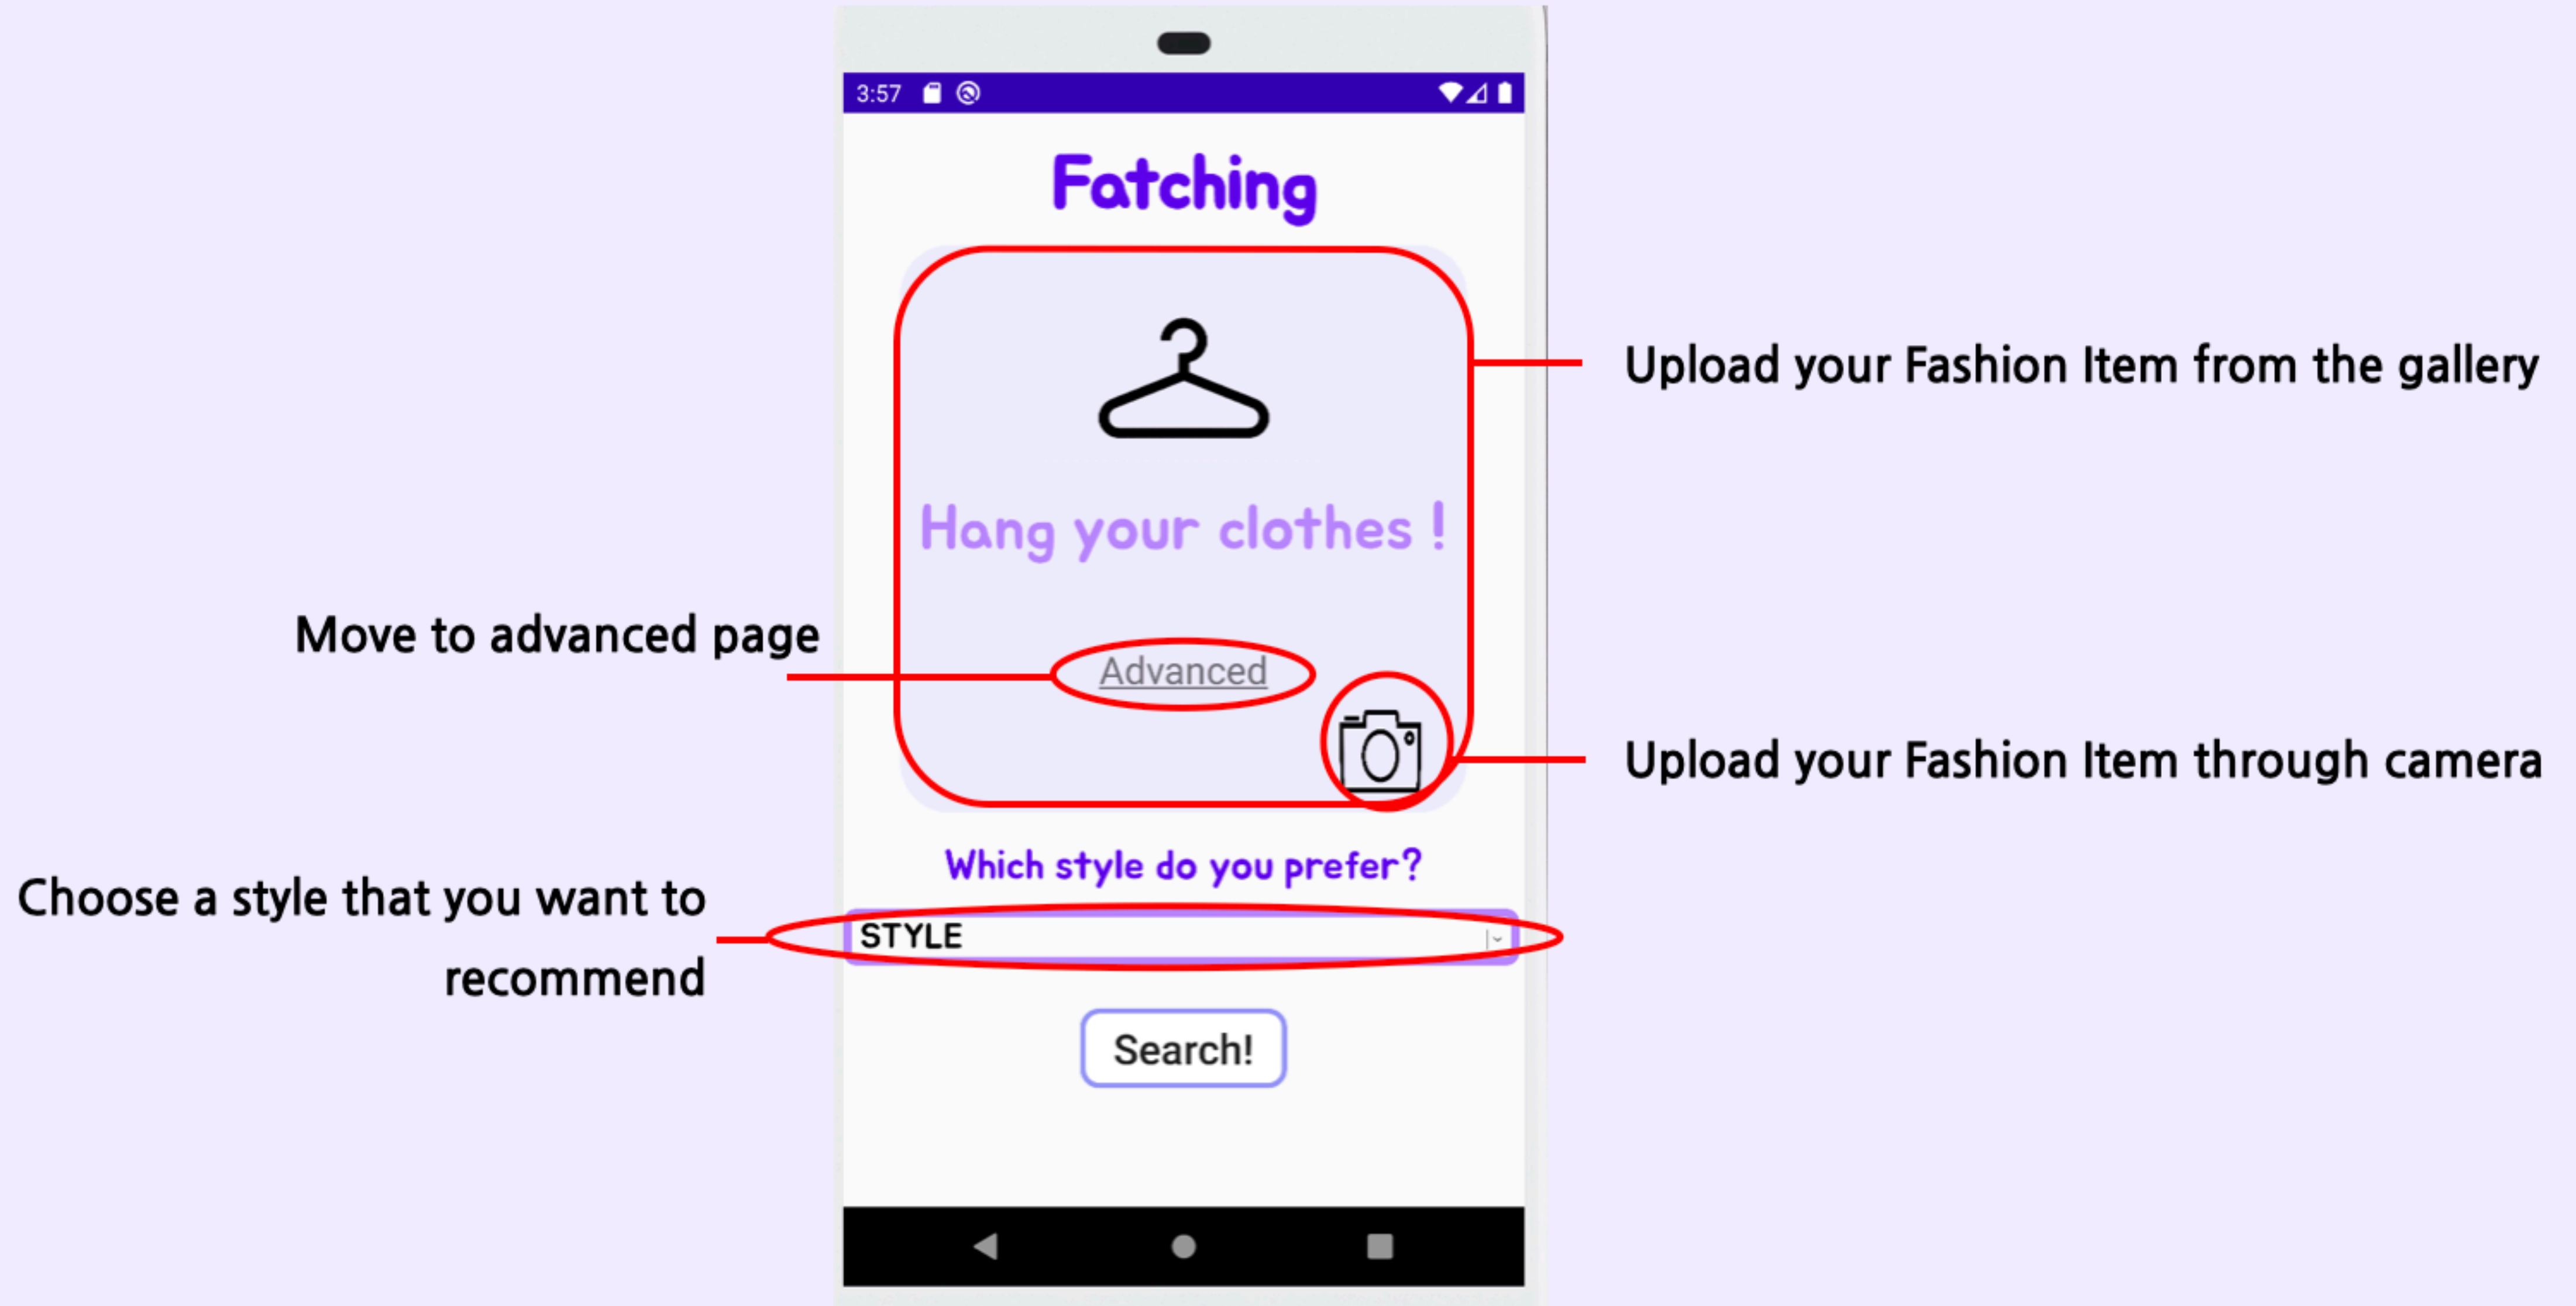 3:57
Fatching
Hang your clothes !
Upload your Fashion Item from the gallery
Move to advanced page
Advanced
Upload your Fashion Item through camera
Which style do you prefer?
Choose a style that you want to
recommend
STYLE
Search!